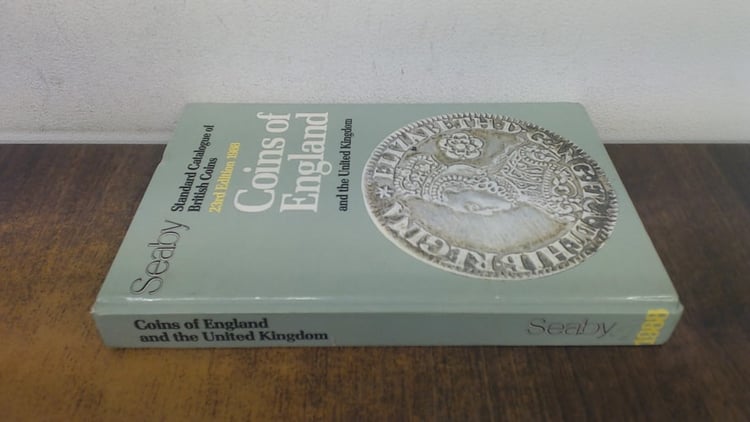 Seaby
Standard Catalogue of
British Coins
23rd Edition 1988
Coins of
England
and the United Kingdom
Coins of England
and the United Kingdom
Seaby
1988